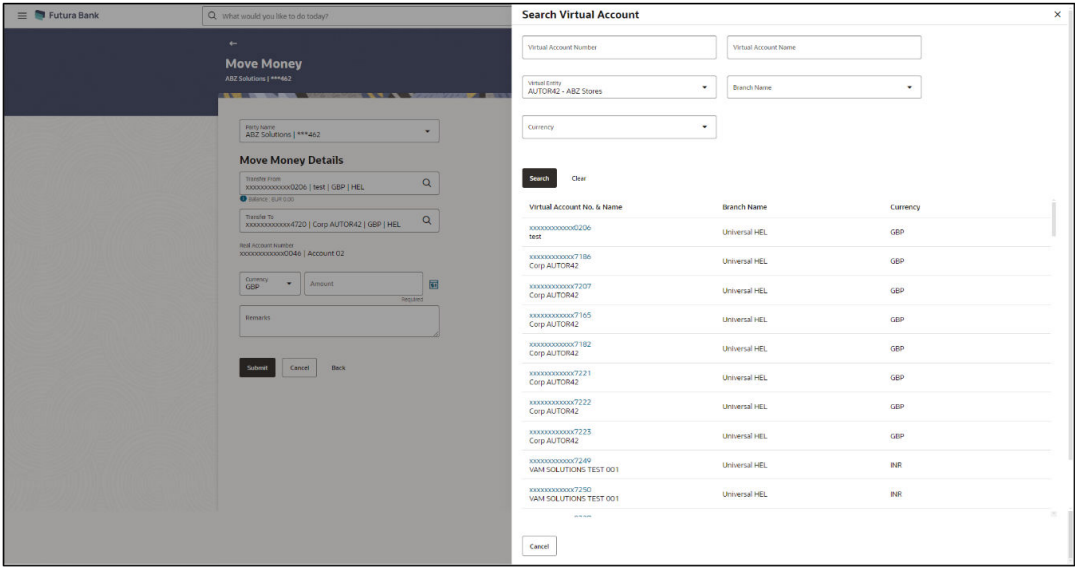 Futura Bank
What would you like to do today?
Move Money
ABZ Solutions | ***462
Party Name
ABZ Solutions | ***462
Move Money Details
Transfer From
xxxxxxxxxxxx0206 | test | GBP | HEL
Balance : EUR 0.00
Transfer To
xxxxxxxxxxxx4720 | Corp AUTOR42 | GBP | HEL
Real Account Number
xxxxxxxxxxxx0046 | Account 02
Currency
GBP
Amount
Required
Remarks
Submit Cancel Back
Search Virtual Account
Virtual Account Number Virtual Account Name
Virtual Entity
AUTOR42 - ABZ Stores
Branch Name
Currency
Search Clear
Virtual Account No. & Name Branch Name Currency
xxxxxxxxxxxx0206
test
Universal HEL GBP
xxxxxxxxxxxx7186
Corp AUTOR42
Universal HEL GBP
xxxxxxxxxxxx7207
Corp AUTOR42
Universal HEL GBP
xxxxxxxxxxxx7165
Corp AUTOR42
Universal HEL GBP
xxxxxxxxxxxx7182
Corp AUTOR42
Universal HEL GBP
xxxxxxxxxxxx7221
Corp AUTOR42
Universal HEL GBP
xxxxxxxxxxxx7222
Corp AUTOR42
Universal HEL GBP
xxxxxxxxxxxx7223
Corp AUTOR42
Universal HEL GBP
xxxxxxxxxxxx7249
VAM SOLUTIONS TEST 001
Universal HEL INR
xxxxxxxxxxxx7250
VAM SOLUTIONS TEST 001
Universal HEL INR
Cancel